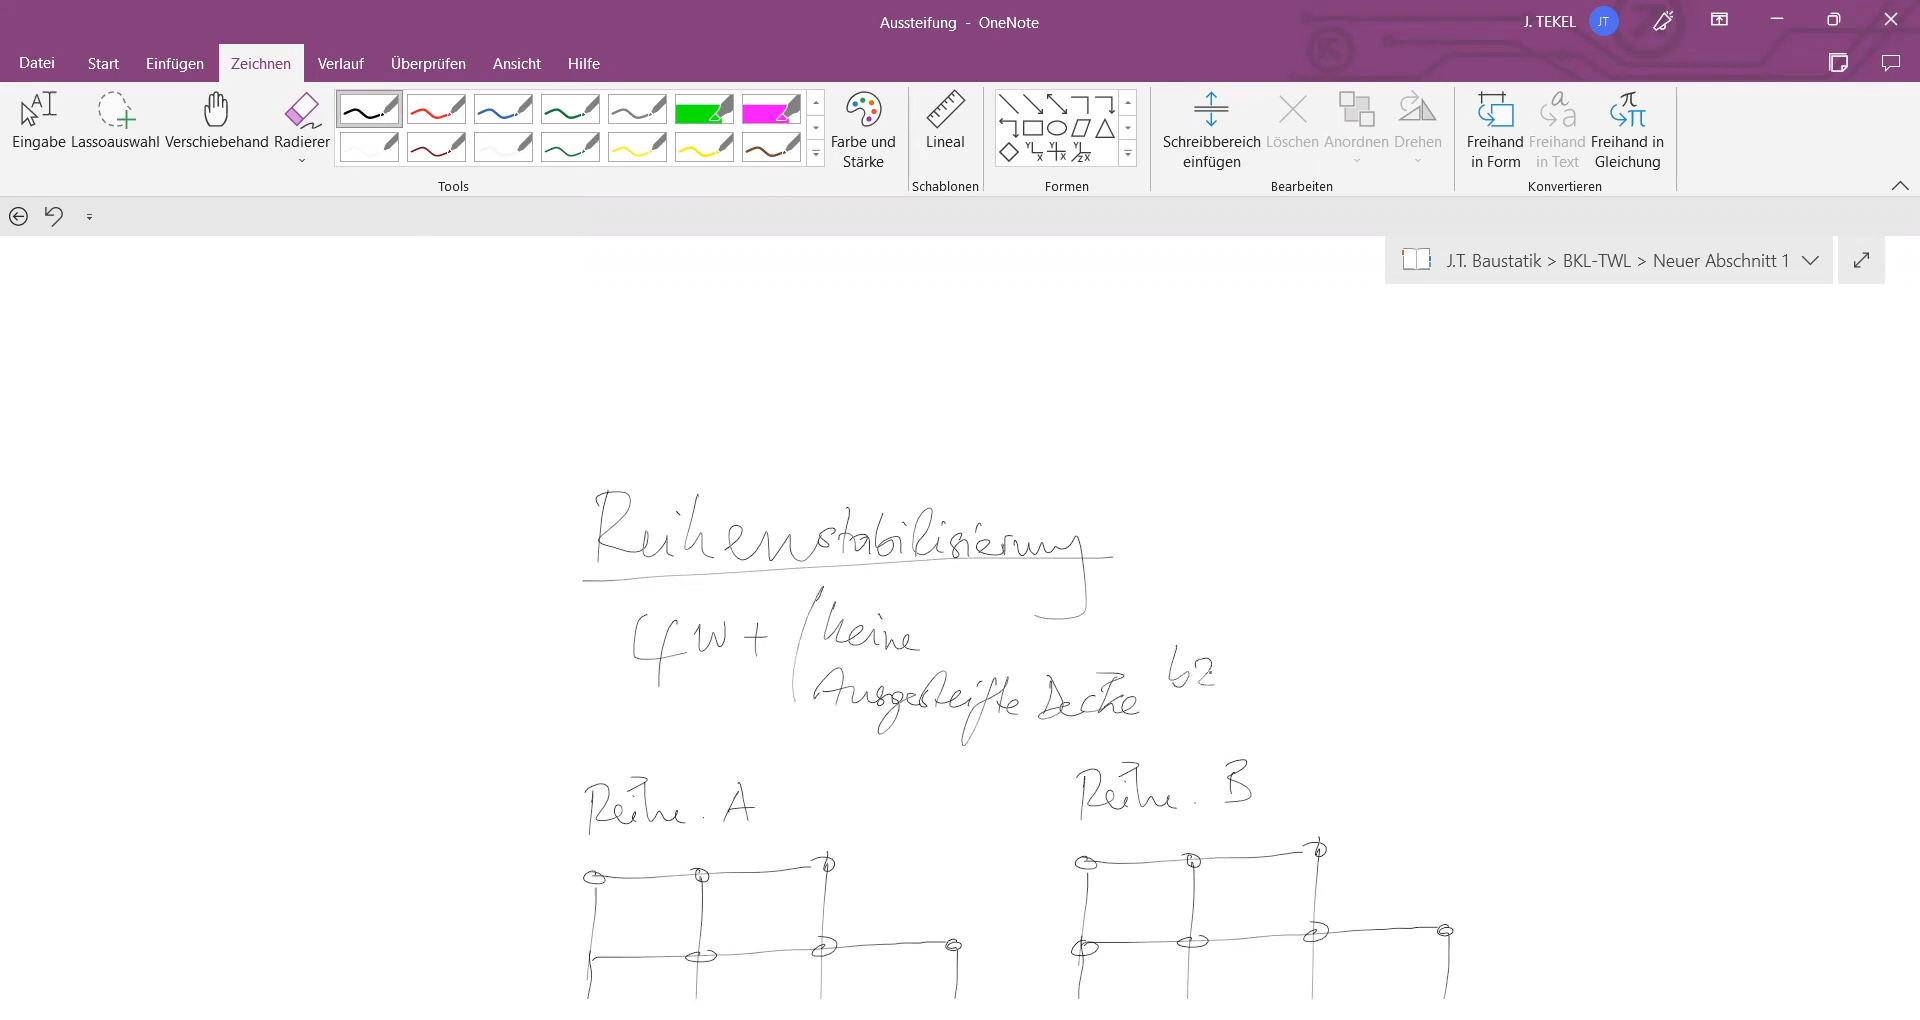 Aussteifung - OneNote
J. TEKEL JT
Datei Start Einfügen Zeichnen Verlauf Überprüfen Ansicht Hilfe
Eingabe Lassoauswahl Verschiebehand Radierer
Farbe und Stärke
Lineal
Schreibbereich einfügen
Löschen Anordnen Drehen
Freihand in Form
Freihand in Text
Freihand in Gleichung
Tools Schablonen Formen Bearbeiten Konvertieren
J.T. Baustatik > BKL-TWL > Neuer Abschnitt 1
Reihenstabilisierung
4W + / keine
Ausgesteifte Decke
Reihe. A Reihe. B